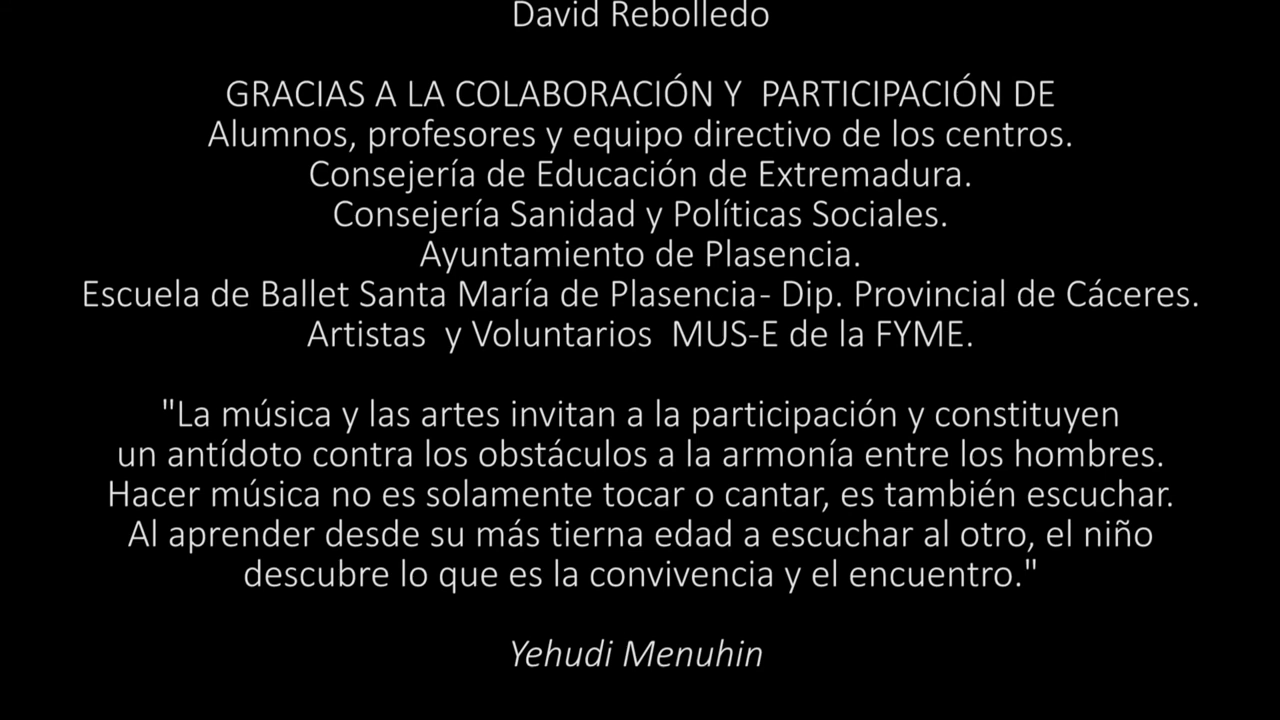 David Rebolledo
GRACIAS A LA COLABORACIÓN Y  PARTICIPACIÓN DE
Alumnos, profesores y equipo directivo de los centros.
Consejería de Educación de Extremadura.
Consejería Sanidad y Políticas Sociales.
Ayuntamiento de Plasencia.
Escuela de Ballet Santa María de Plasencia- Dip. Provincial de Cáceres.
Artistas  y Voluntarios  MUS-E de la FYME.
"La música y las artes invitan a la participación y constituyen
un antídoto contra los obstáculos a la armonía entre los hombres.
Hacer música no es solamente tocar o cantar, es también escuchar.
Al aprender desde su más tierna edad a escuchar al otro, el niño
descubre lo que es la convivencia y el encuentro."
Yehudi Menuhin